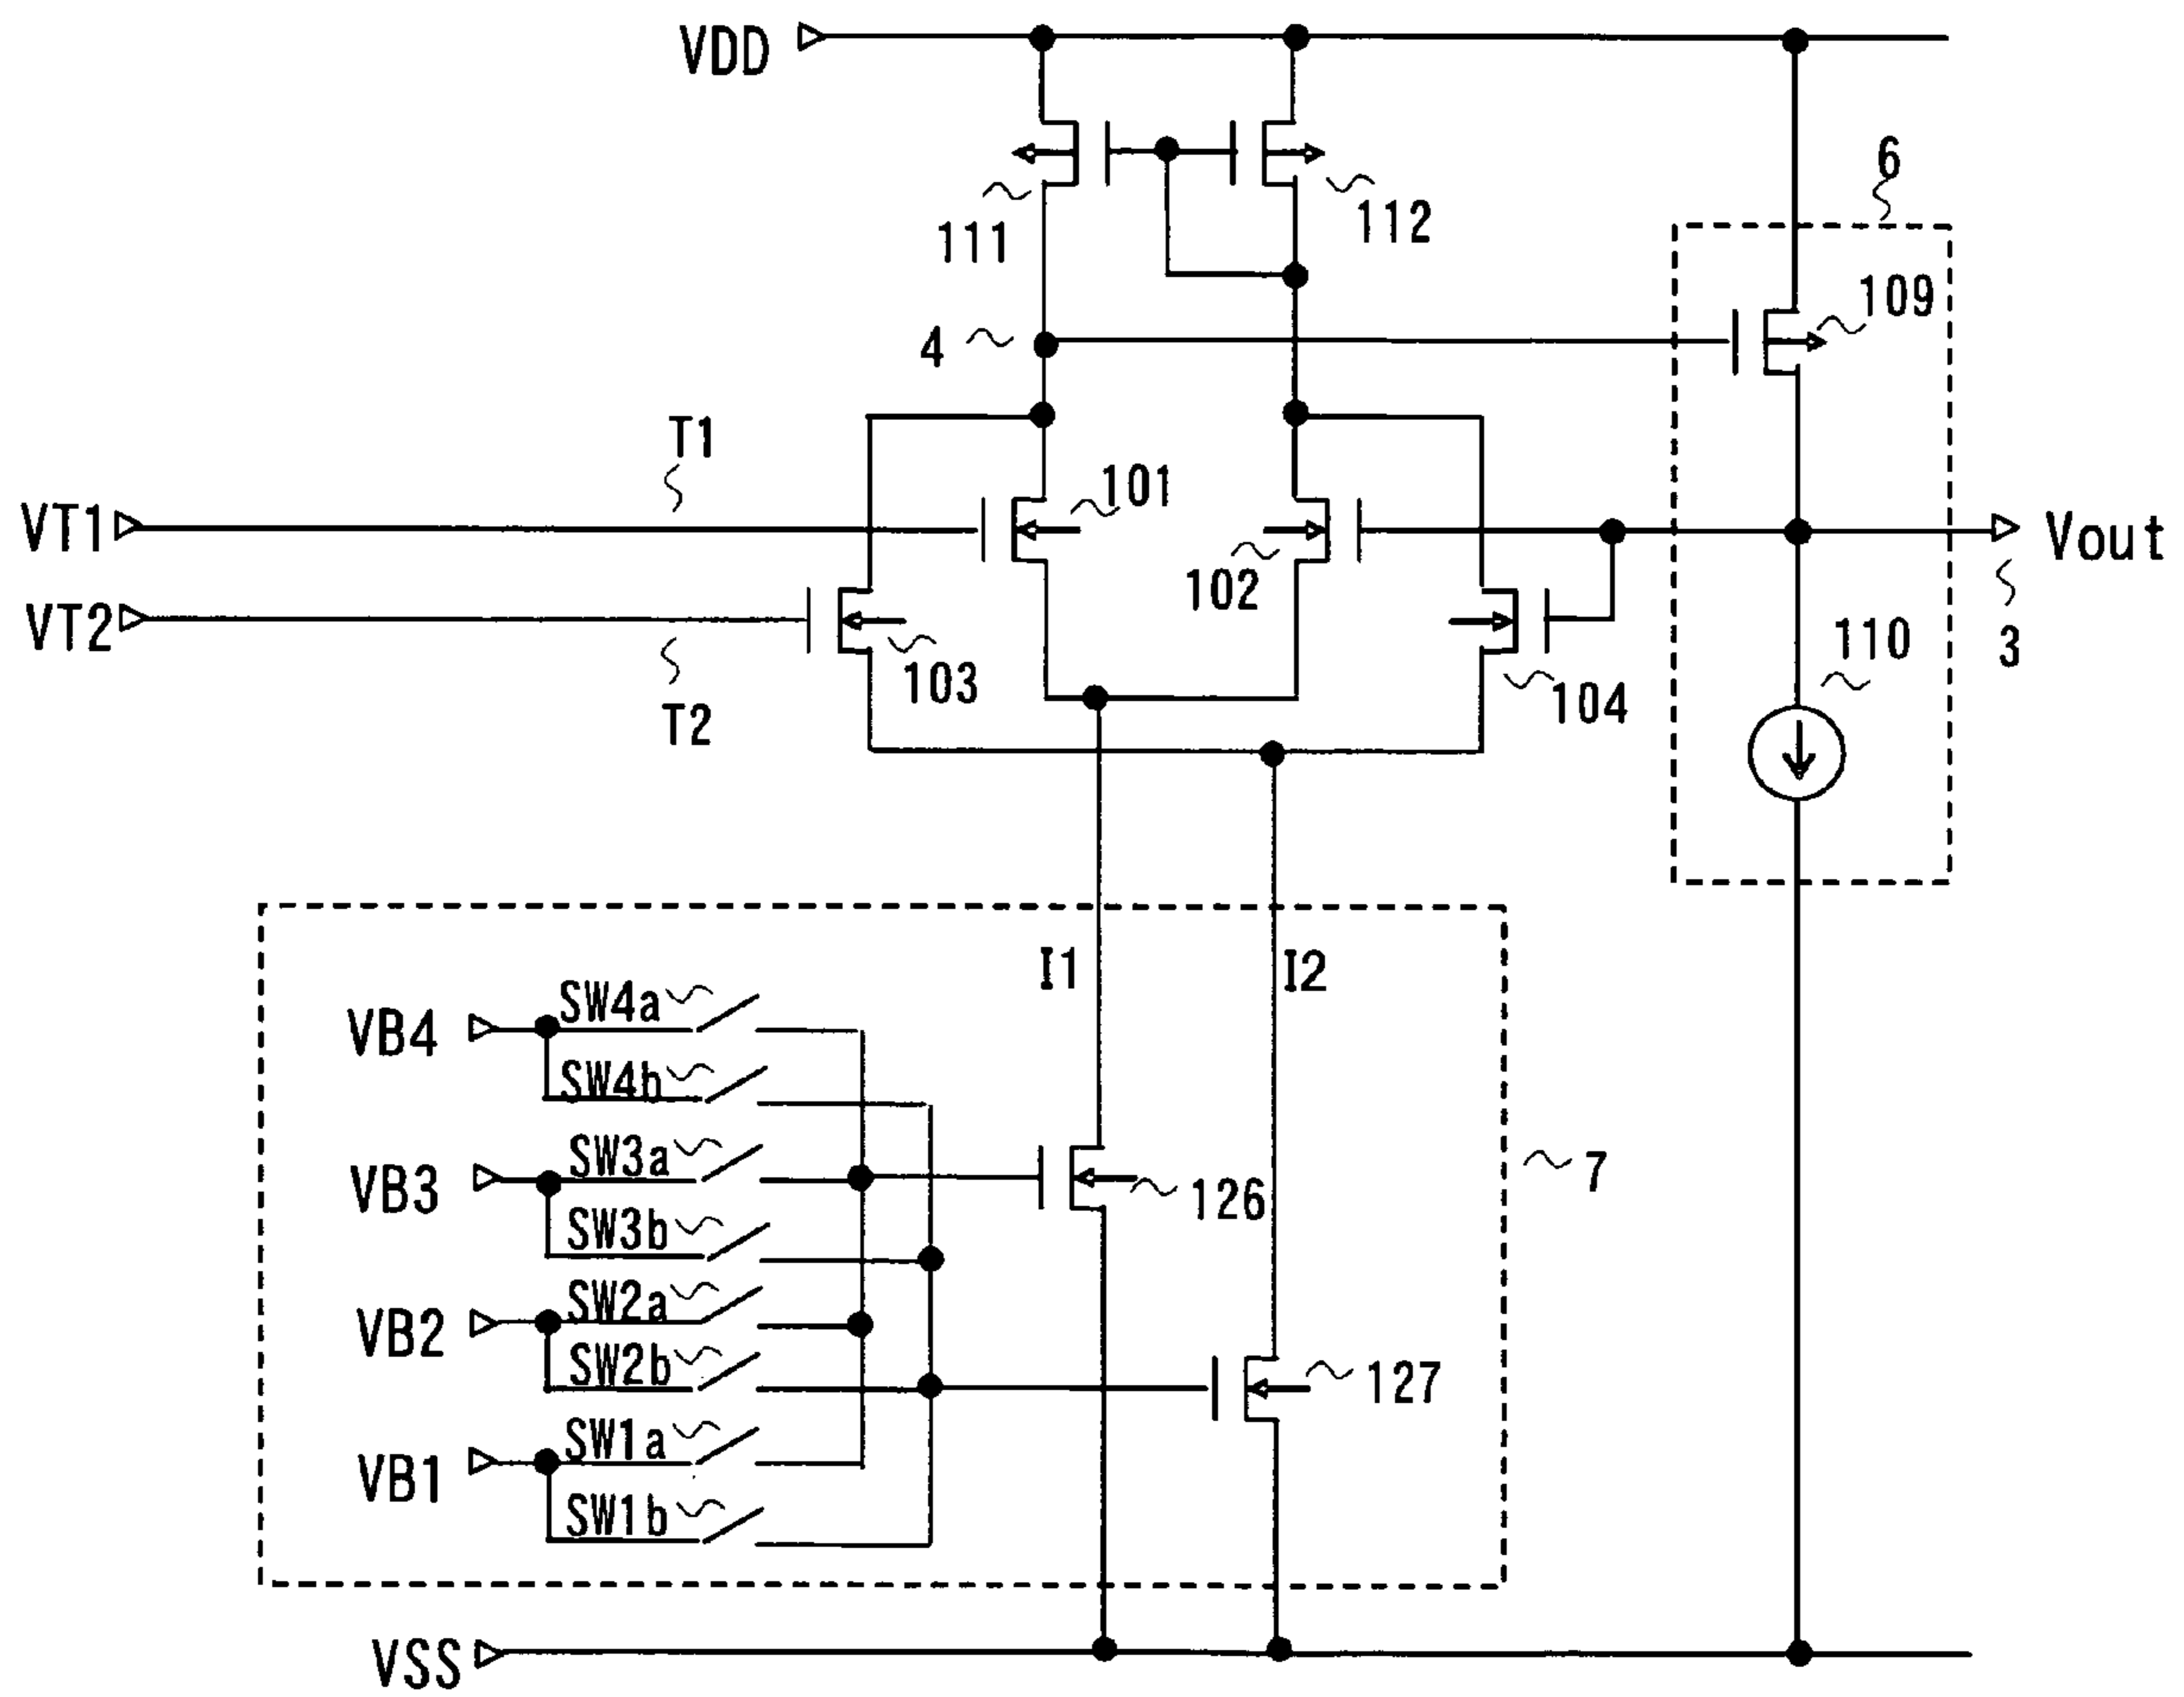 VDD
6
109
111
112
4
T1
101
VT1
Vout
102
VT2
110
3
103
104
T2
I1
I2
SW4a
VB4
SW4b
SW3a
7
VB3
126
SW3b
SW2a
VB2
SW2b
127
SW1a
VB1
SW1b
VSS